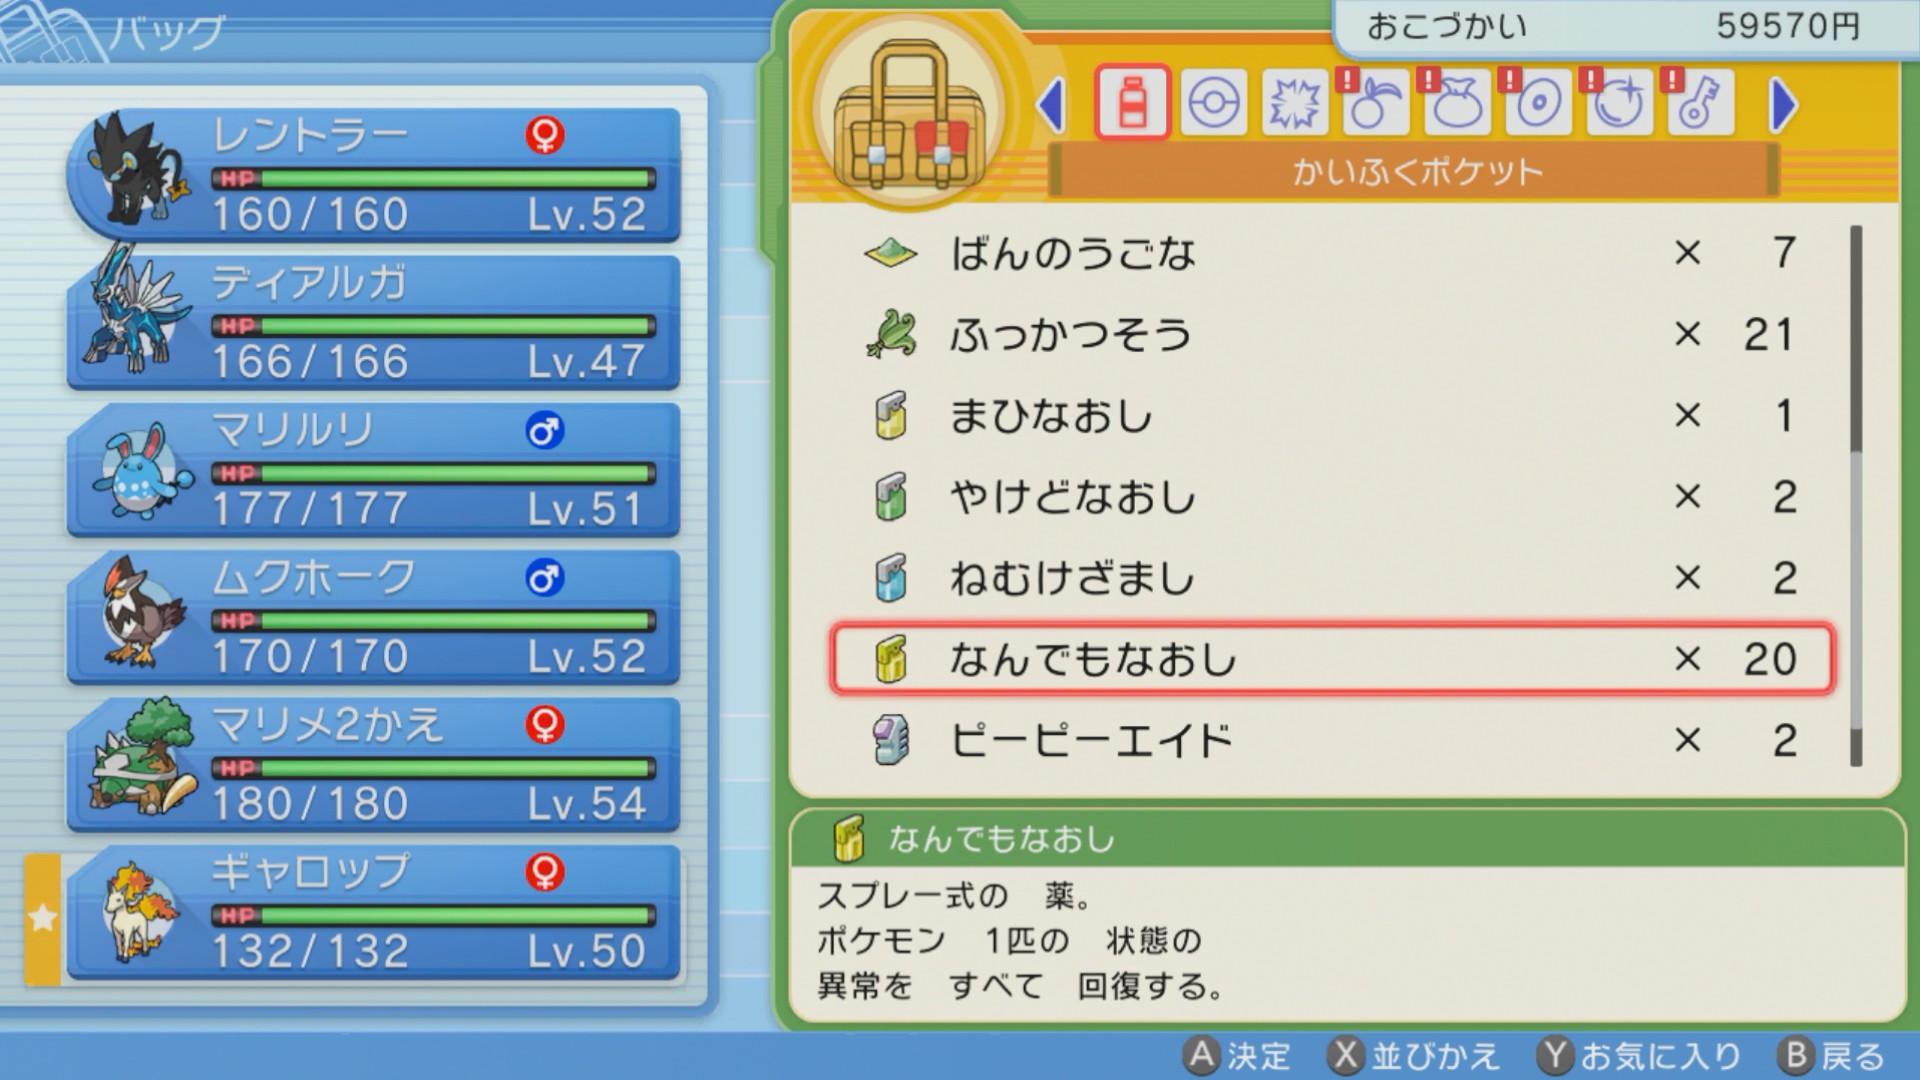 バッグ
おこづかい 59570円
かいふくポケット
レントラー ♀
HP
160/160 Lv.52
ディアルガ
HP
166/166 Lv.47
マリルリ ♂
HP
177/177 Lv.51
ムクホーク ♂
HP
170/170 Lv.52
マリメ2かえ ♀
HP
180/180 Lv.54
ギャロップ ♀
HP
132/132 Lv.50
ばんのうごな × 7
ふっかつそう × 21
まひなおし × 1
やけどなおし × 2
ねむけざまし × 2
なんでもなおし × 20
ピーピーエイド × 2
なんでもなおし
スプレー式の 薬。
ポケモン 1匹の 状態の
異常を すべて 回復する。
A 決定 X 並びかえ Y お気に入り B 戻る